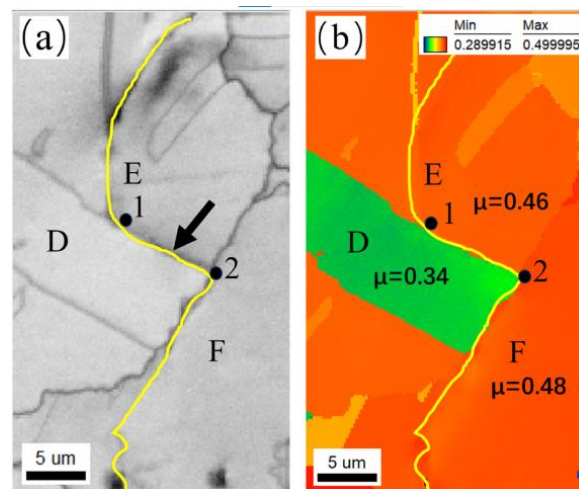 (a)
E
1
D
2
F
5 um
(b)
Min Max
0.289915 0.499995
E
1
μ=0.46
D
μ=0.34
2
F
μ=0.48
5 um